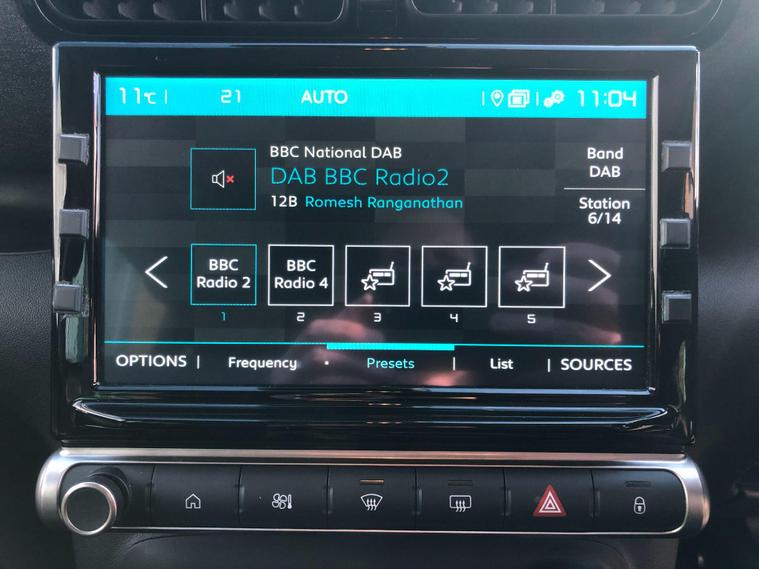 11°C | 21 AUTO 11:04
BBC National DAB
DAB BBC Radio2
12B Romesh Ranganathan
Band
DAB
Station
6/14
BBC
Radio 2
BBC
Radio 4
1 2 3 4 5
OPTIONS | Frequency • Presets | List | SOURCES